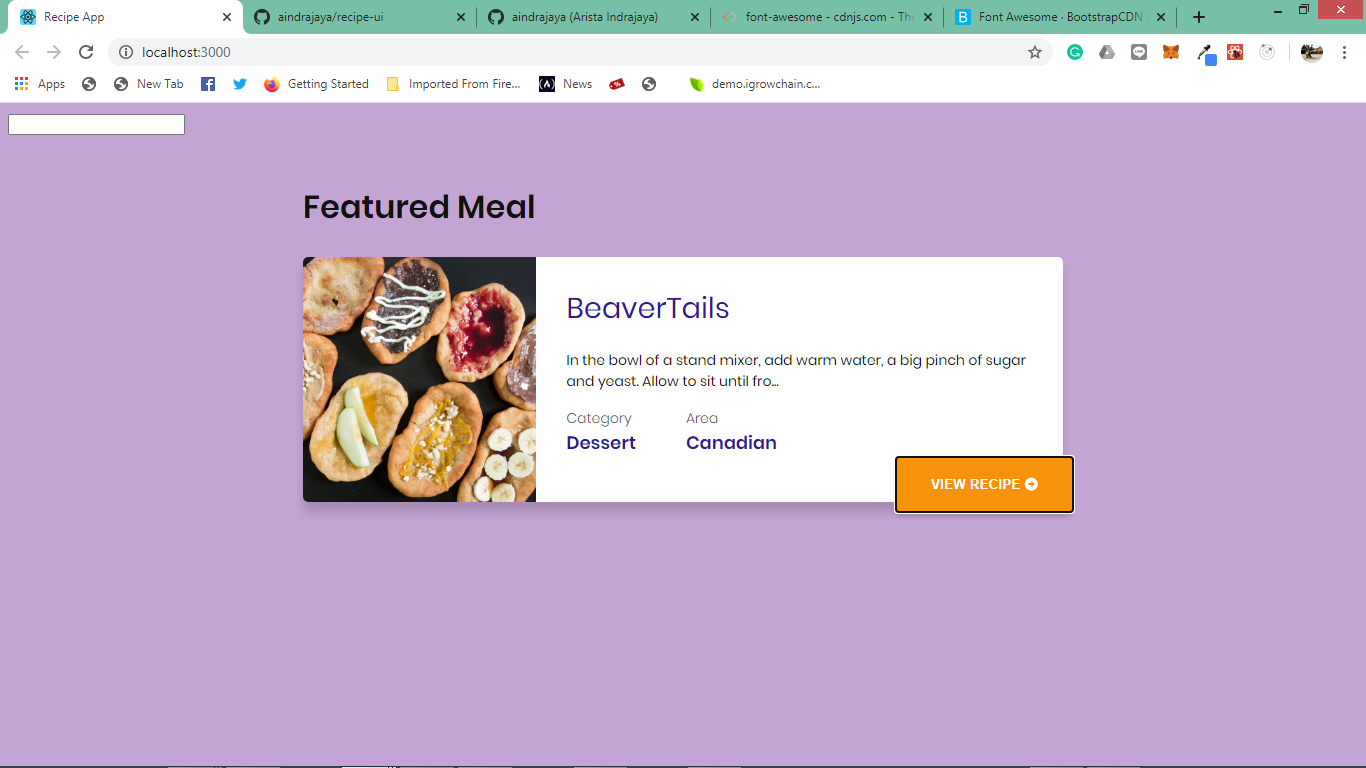 Recipe App
aindrajaya/recipe-ui
aindrajaya (Arista Indrajaya)
font-awesome - cdnjs.com - The
Font Awesome · BootstrapCDN
localhost:3000
Apps
New Tab
Getting Started
Imported From Fire...
News
demo.igrowchain.c...
Featured Meal
BeaverTails
In the bowl of a stand mixer, add warm water, a big pinch of sugar
and yeast. Allow to sit until fro...
Category Area
Dessert Canadian
VIEW RECIPE